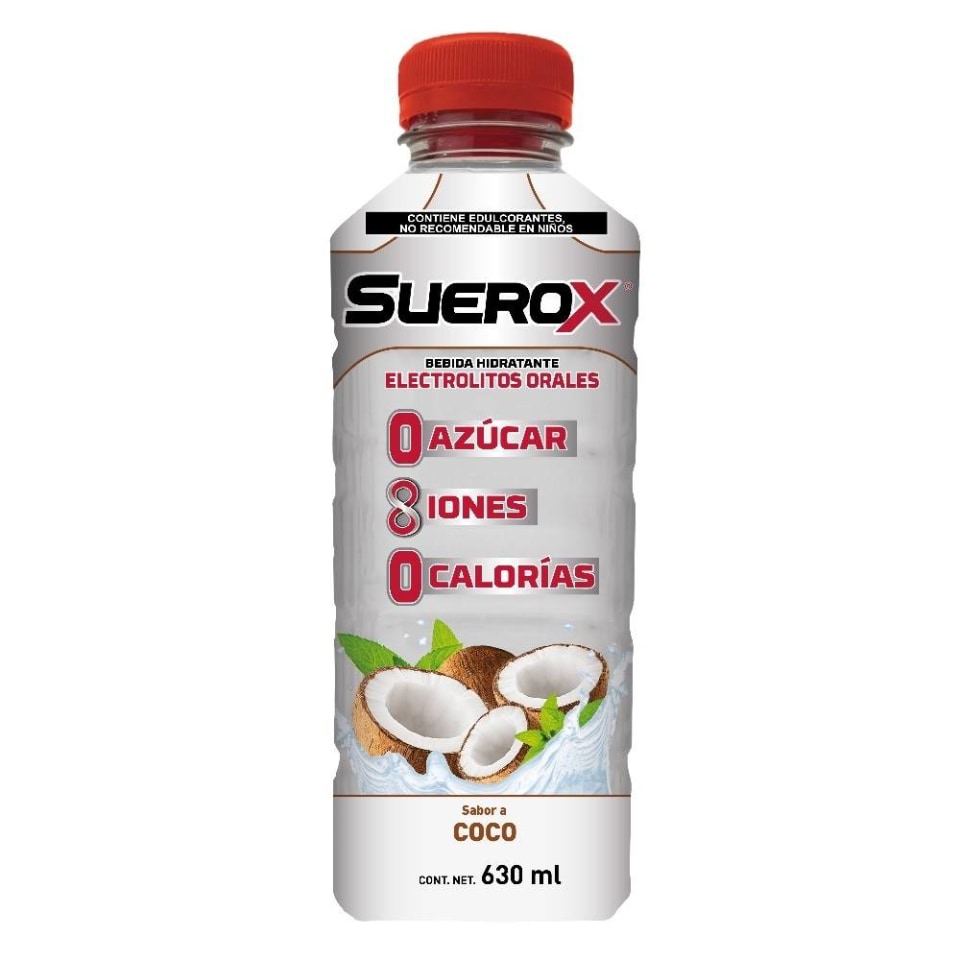 CONTIENE EDULCORANTES,
NO RECOMENDABLE EN NIÑOS
SUEROX®
BEBIDA HIDRATANTE
ELECTROLITOS ORALES
0 AZÚCAR
8 IONES
0 CALORÍAS
Sabor a
COCO
CONT. NET. 630 ml